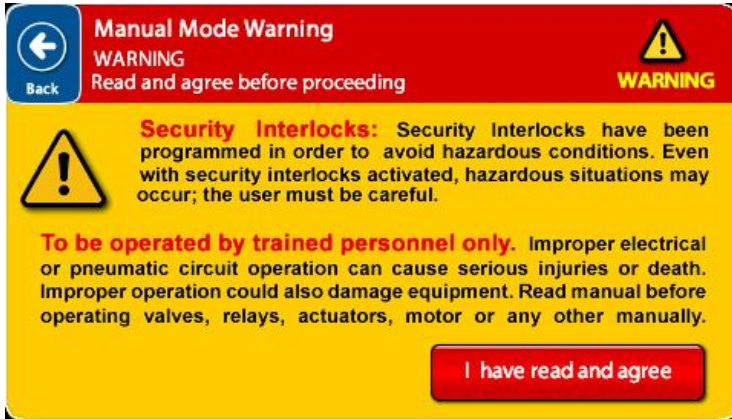 Manual Mode Warning
WARNING
Read and agree before proceeding
Back
WARNING
Security Interlocks: Security Interlocks have been
programmed in order to avoid hazardous conditions. Even
with security interlocks activated, hazardous situations may
occur; the user must be careful.
To be operated by trained personnel only. Improper electrical
or pneumatic circuit operation can cause serious injuries or death.
Improper operation could also damage equipment. Read manual before
operating valves, relays, actuators, motor or any other manually.
I have read and agree